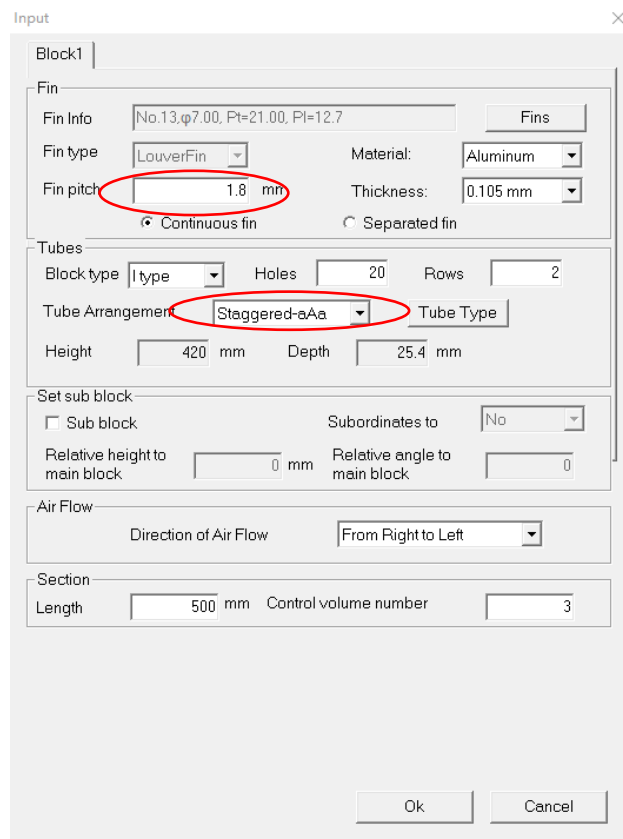 Input
Block1
Fin
Fin Info No.13,φ7.00, Pt=21.00, Pl=12.7 Fins
Fin type LouverFin Material: Aluminum
Fin pitch 1.8 mm Thickness: 0.105 mm
Continuous fin Separated fin
Tubes
Block type I type Holes 20 Rows 2
Tube Arrangement Staggered-aAa Tube Type
Height 420 mm Depth 25.4 mm
Set sub block
Sub block Subordinates to No
Relative height to main block 0 mm Relative angle to main block 0
Air Flow
Direction of Air Flow From Right to Left
Section
Length 500 mm Control volume number 3
Ok Cancel